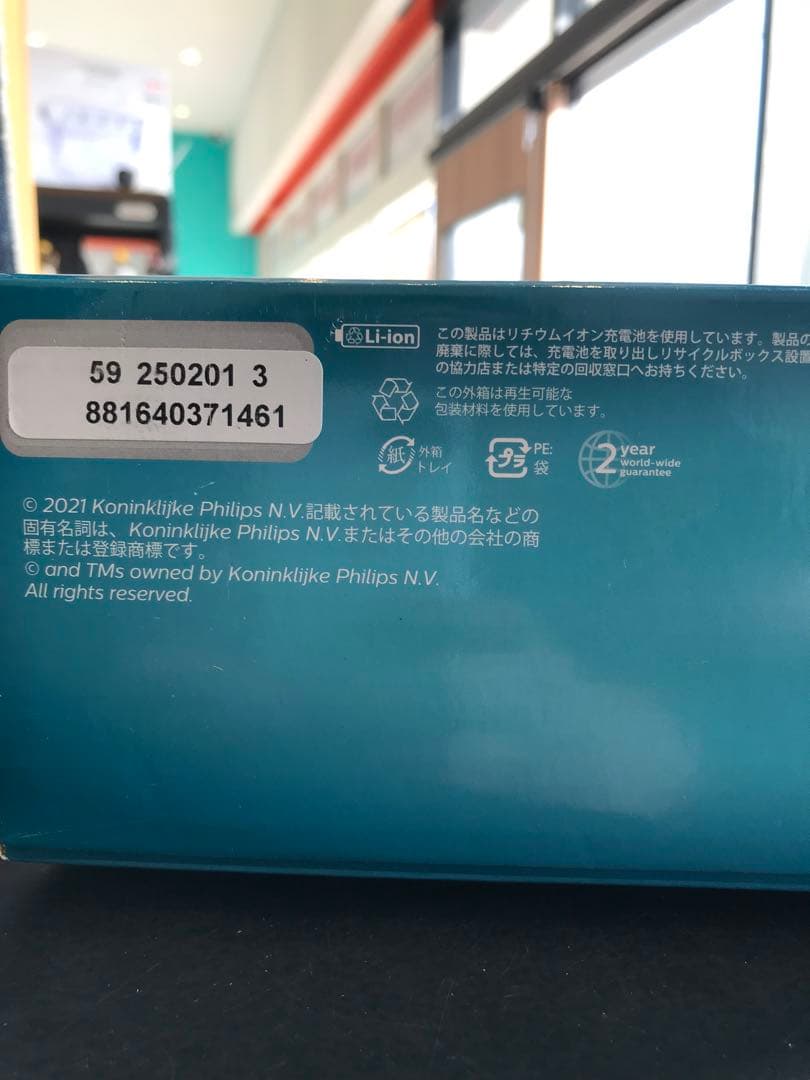 59 250201 3
881640371461
Li-ion
この製品はリチウムイオン充電池を使用しています。製品の
廃棄に際しては、充電池を取り出しリサイクルボックス設置
の協力店または特定の回収窓口へお持ちください。
この外箱は再生可能な
包装材料を使用しています。
紙
外箱
トレイ
プラ
PE:
袋
2 year
world-wide
guarantee
© 2021 Koninklijke Philips N.V.記載されている製品名などの
固有名詞は、Koninklijke Philips N.V.またはその他の会社の商
標または登録商標です。
© and TMs owned by Koninklijke Philips N.V.
All rights reserved.